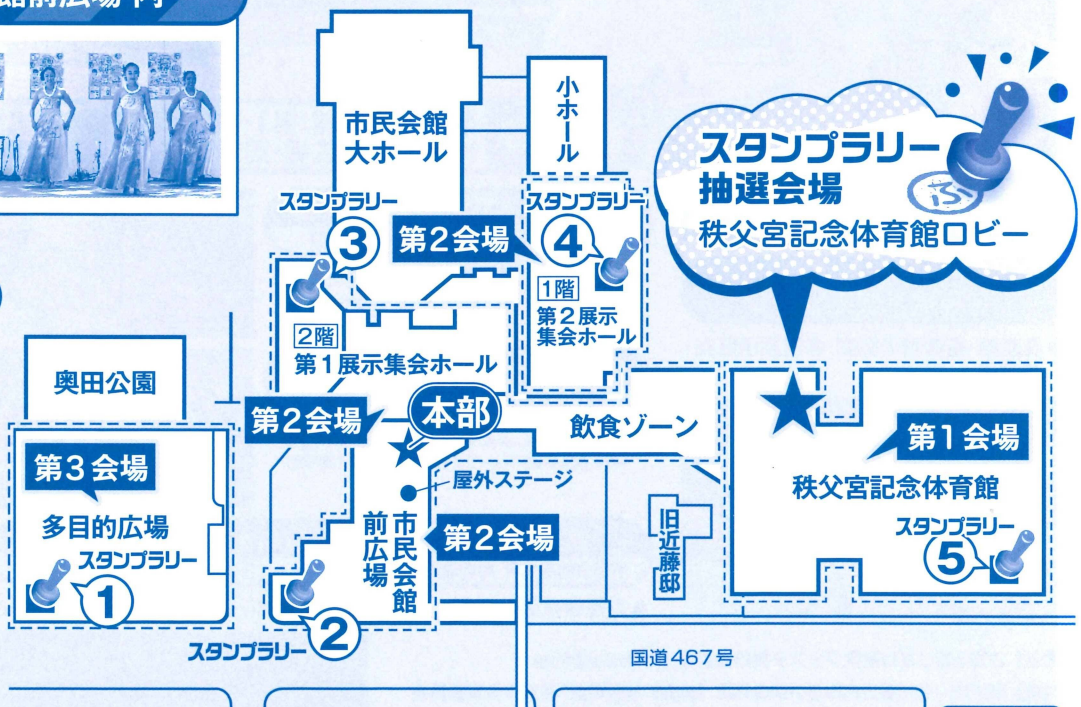 館前広場 内
市民会館
大ホール
小ホール
スタンプラリー
抽選会場
秩父宮記念体育館ロビー
スタンプラリー
③
第2会場
スタンプラリー
④
2階
第1展示集会ホール
1階
第2展示
集会ホール
奥田公園
第2会場
本部
飲食ゾーン
第1会場
秩父宮記念体育館
スタンプラリー
⑤
第3会場
多目的広場
スタンプラリー
①
屋外ステージ
市民会館
前広場
第2会場
旧近藤邸
スタンプラリー
②
国道467号